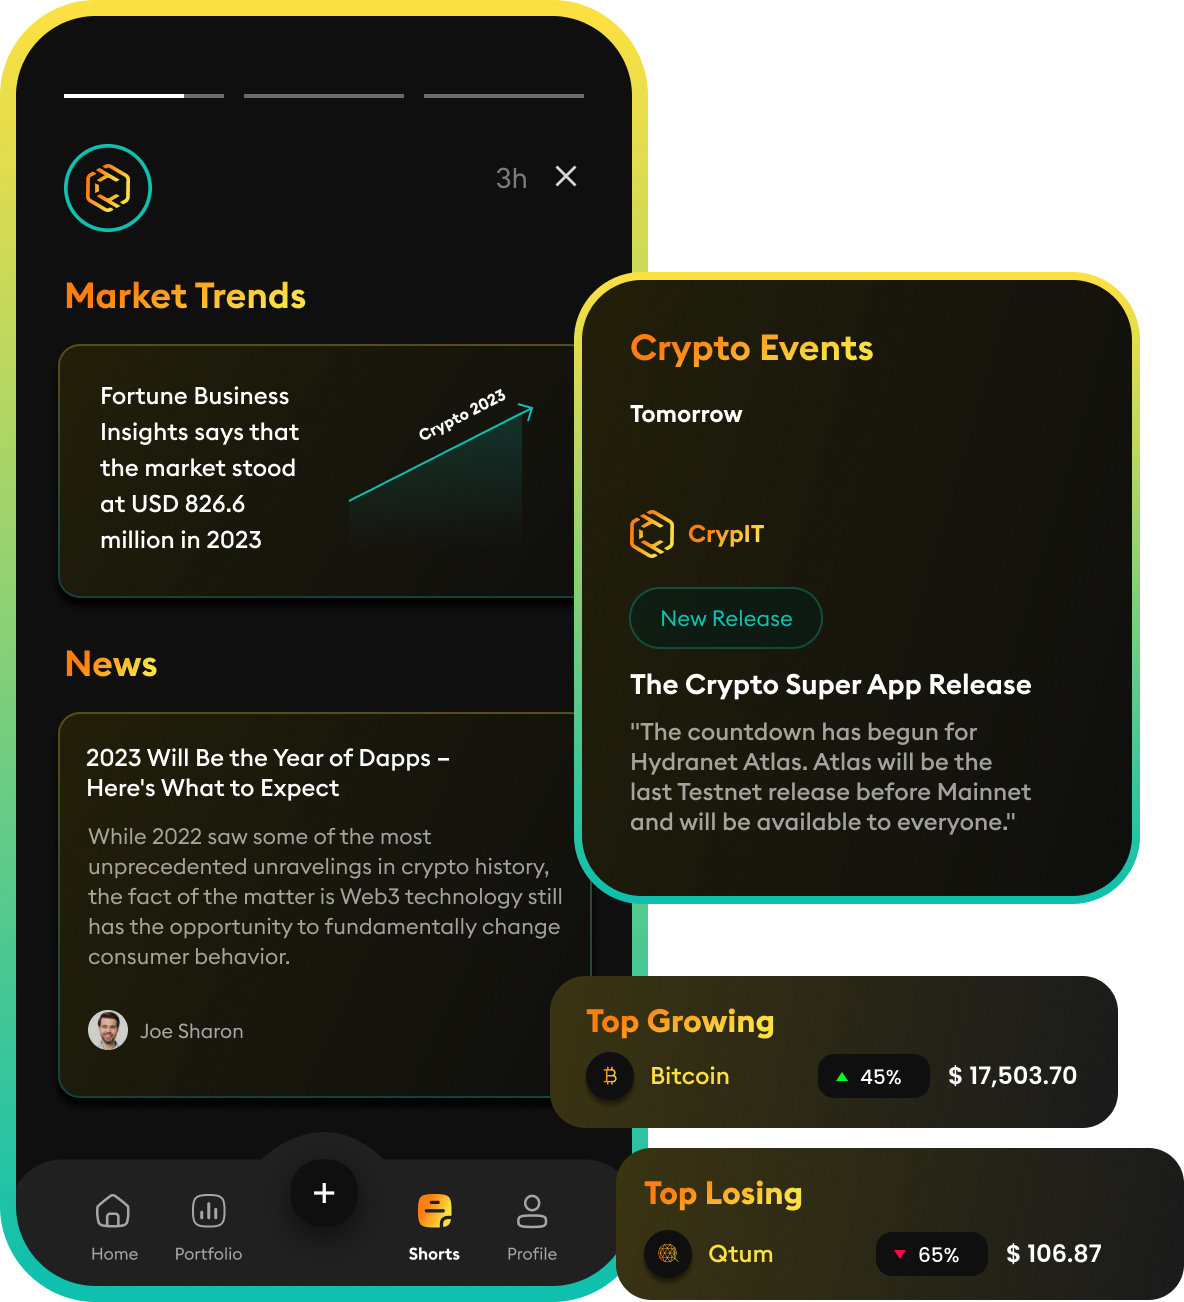 3h
Market Trends
Fortune Business
Insights says that
the market stood
at USD 826.6
million in 2023
Crypto 2023
News
2023 Will Be the Year of Dapps –
Here's What to Expect
While 2022 saw some of the most
unprecedented unravelings in crypto history,
the fact of the matter is Web3 technology still
has the opportunity to fundamentally change
consumer behavior.
Joe Sharon
Home
Portfolio
Shorts
Profile
Crypto Events
Tomorrow
CrypIT
New Release
The Crypto Super App Release
"The countdown has begun for
Hydranet Atlas. Atlas will be the
last Testnet release before Mainnet
and will be available to everyone."
Top Growing
Bitcoin 45% $ 17,503.70
Top Losing
Qtum 65% $ 106.87